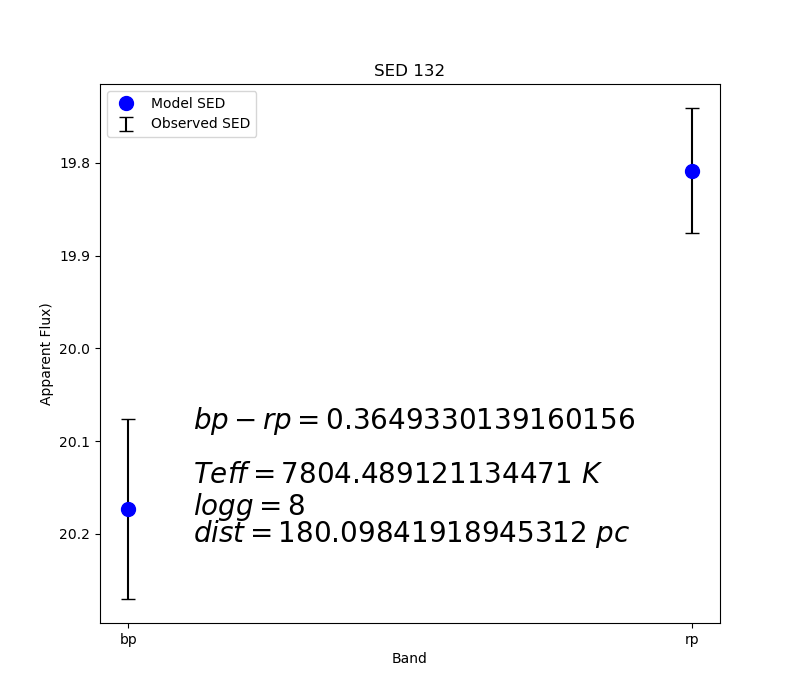 SED 132
Model SED
Observed SED
19.8
19.9
20.0
20.1
20.2
Apparent Flux)
bp − rp = 0.3649330139160156
Teff = 7804.489121134471 K
logg = 8
dist = 180.09841918945312 pc
bp
rp
Band